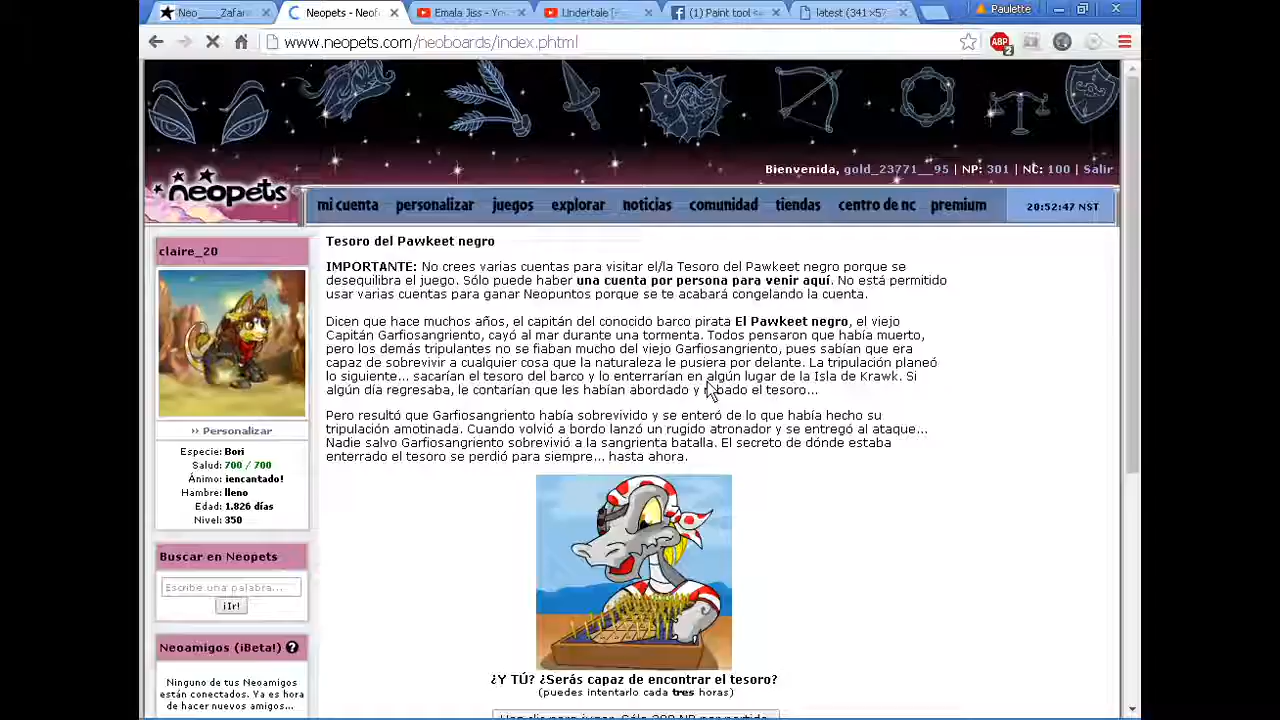 Neo____Zafara
Neopets - Neof
Emala Jiss - Yo
Undertale [
(1) Paint tool
latest (341×57
Paulette
www.neopets.com/neoboards/index.phtml
ABP
2
Bienvenida, gold_23771__95 | NP: 301 | NC: 100 | Salir
neopets
mi cuenta personalizar juegos explorar noticias comunidad tiendas centro de nc premium 20:52:47 NST
claire_20
Tesoro del Pawkeet negro
IMPORTANTE: No crees varias cuentas para visitar el/la Tesoro del Pawkeet negro porque se
desequilibra el juego. Sólo puede haber una cuenta por persona para venir aquí. No está permitido
usar varias cuentas para ganar Neopuntos porque se te acabará congelando la cuenta.
Dicen que hace muchos años, el capitán del conocido barco pirata El Pawkeet negro, el viejo
Capitán Garfiosangriento, cayó al mar durante una tormenta. Todos pensaron que había muerto,
pero los demás tripulantes no se fiaban mucho del viejo Garfiosangriento, pues sabían que era
capaz de sobrevivir a cualquier cosa que la naturaleza le pusiera por delante. La tripulación planeó
lo siguiente... sacarían el tesoro del barco y lo enterrarían en algún lugar de la Isla de Krawk. Si
algún día regresaba, le contarían que les habían abordado y robado el tesoro...
Pero resultó que Garfiosangriento había sobrevivido y se enteró de lo que había hecho su
tripulación amotinada. Cuando volvió a bordo lanzó un rugido atronador y se entregó al ataque...
Nadie salvo Garfiosangriento sobrevivió a la sangrienta batalla. El secreto de dónde estaba
enterrado el tesoro se perdió para siempre... hasta ahora.
¿Y TÚ? ¿Serás capaz de encontrar el tesoro?
(puedes intentarlo cada tres horas)
Haz clic para jugar. Sólo 300 NP por partida.
›› Personalizar
Especie: Bori
Salud: 700 / 700
Ánimo: ¡encantado!
Hambre: lleno
Edad: 1.826 días
Nivel: 350
Buscar en Neopets
Escribe una palabra...
¡Ir!
Neoamigos (¡Beta!) ?
Ninguno de tus Neoamigos
están conectados. Ya es hora
de hacer nuevos amigos...